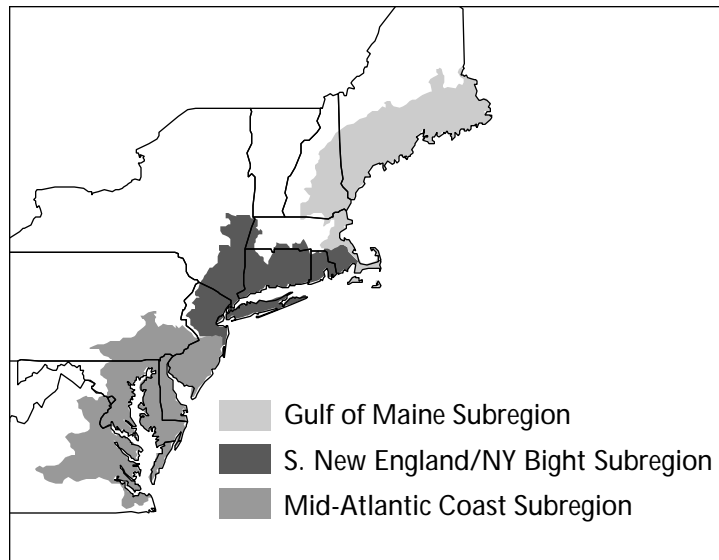 Gulf of Maine Subregion
S. New England/NY Bight Subregion
Mid-Atlantic Coast Subregion